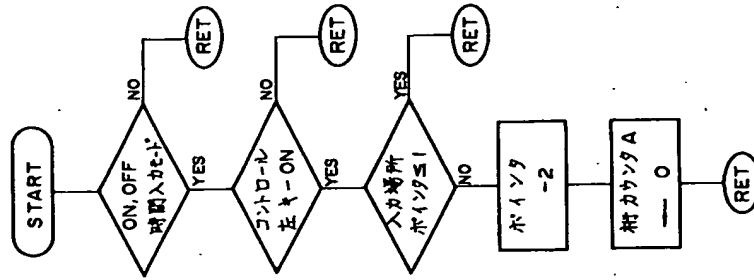 START
ON, OFF
時間入力モード
NO
RET
YES
コントロール
左キーON
NO
RET
YES
入力場所
ポインタ≦1
YES
RET
NO
ポインタ
-2
桁カウンタA
— 0
RET